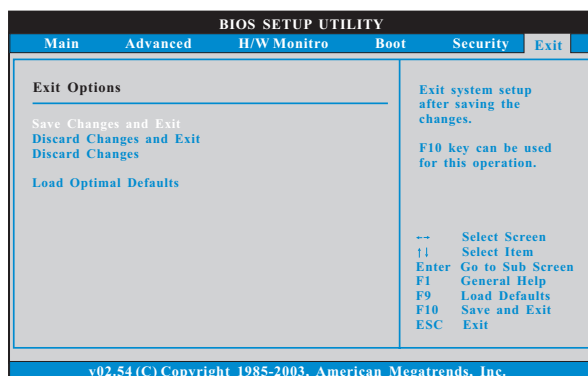 BIOS SETUP UTILITY
Main Advanced H/W Monitro Boot Security Exit
Exit Options
Save Changes and Exit
Discard Changes and Exit
Discard Changes
Load Optimal Defaults
Exit system setup
after saving the
changes.
F10 key can be used
for this operation.
←→ Select Screen
↑↓ Select Item
Enter Go to Sub Screen
F1 General Help
F9 Load Defaults
F10 Save and Exit
ESC Exit
v02.54 (C) Copyright 1985-2003, American Megatrends, Inc.